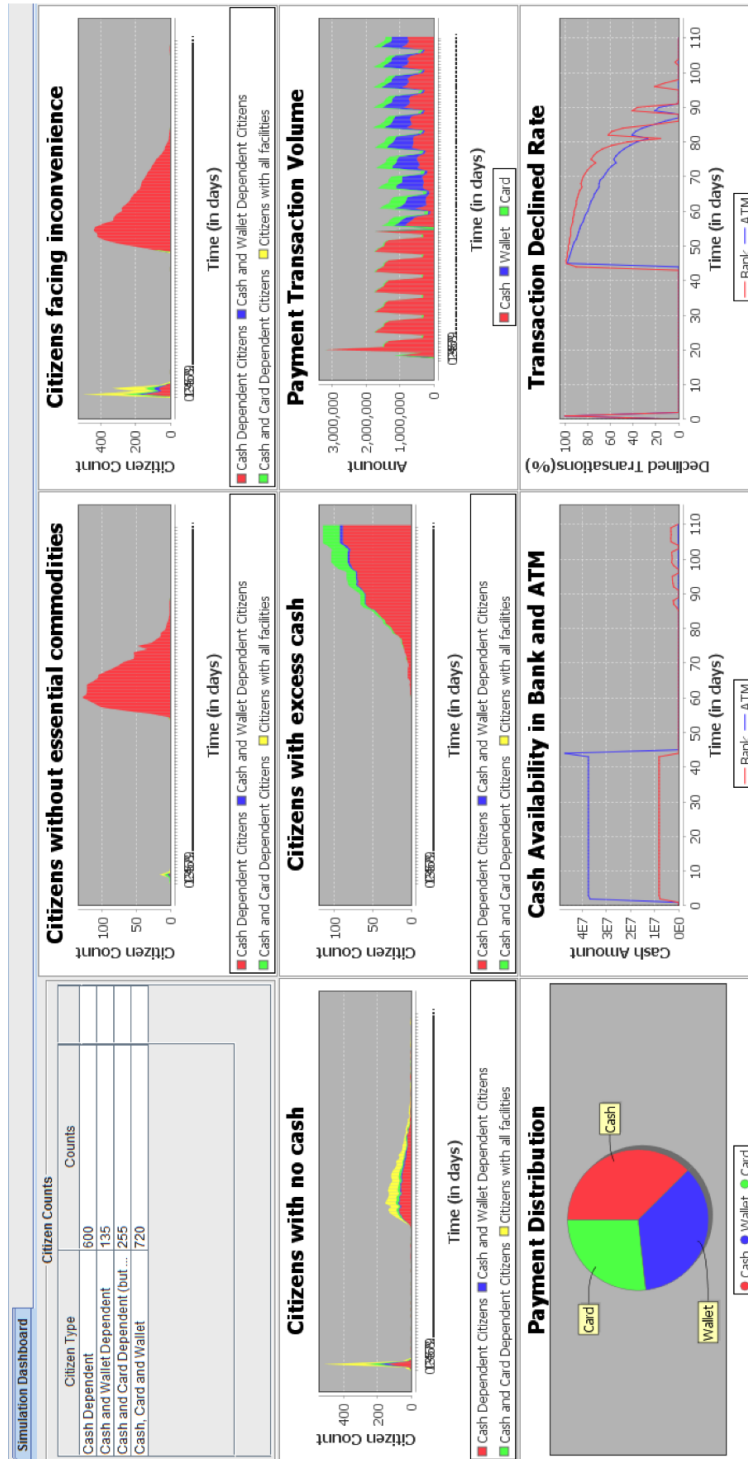 Simulation Dashboard
Citizen Counts
Citizen Type
Counts
Cash Dependent
600
Cash and Wallet Dependent
135
Cash and Card Dependent (but ...
255
Cash, Card and Wallet
720
Citizens without essential commodities
Citizen Count
100
50
0
Time (in days)
Cash Dependent Citizens
Cash and Wallet Dependent Citizens
Cash and Card Dependent Citizens
Citizens with all facilities
Citizens facing inconvenience
Citizen Count
400
200
0
Time (in days)
Cash Dependent Citizens
Cash and Wallet Dependent Citizens
Cash and Card Dependent Citizens
Citizens with all facilities
Citizens with no cash
Citizen Count
400
200
0
Time (in days)
Cash Dependent Citizens
Cash and Wallet Dependent Citizens
Cash and Card Dependent Citizens
Citizens with all facilities
Citizens with excess cash
Citizen Count
100
50
0
Time (in days)
Cash Dependent Citizens
Cash and Wallet Dependent Citizens
Cash and Card Dependent Citizens
Citizens with all facilities
Payment Transaction Volume
Amount
3,000,000
2,000,000
1,000,000
0
Time (in days)
Cash Wallet Card
Payment Distribution
Card
Cash
Wallet
Cash Wallet Card
Cash Availability in Bank and ATM
Cash Amount
4E7
3E7
2E7
1E7
0E0
0 10 20 30 40 50 60 70 80 90 100 110
Time (in days)
Bank ATM
Transaction Declined Rate
Declined Transations(%)
100
80
60
40
20
0
0 10 20 30 40 50 60 70 80 90 100 110
Time (in days)
Bank ATM